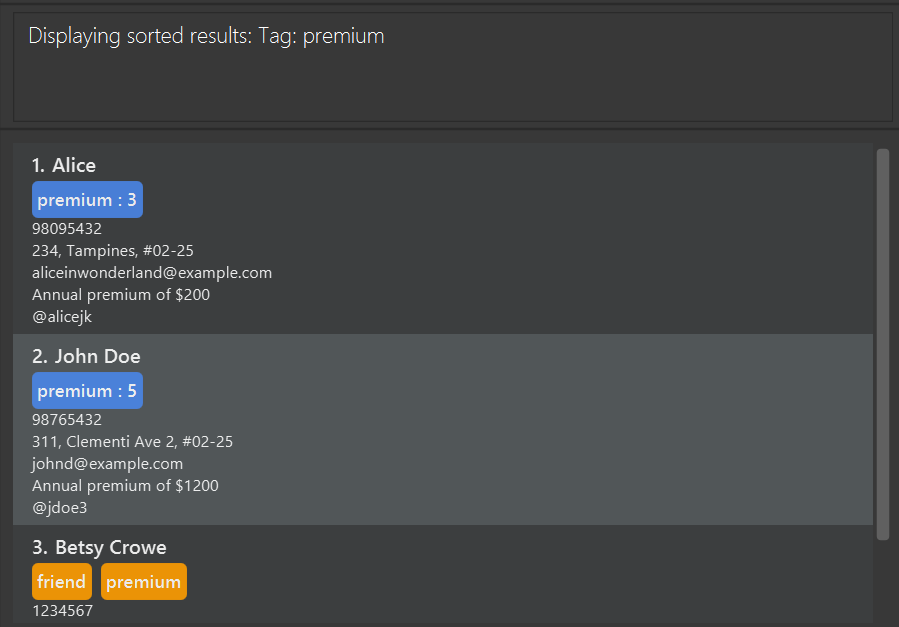 Displaying sorted results: Tag: premium
1. Alice
premium : 3
98095432
234, Tampines, #02-25
aliceinwonderland@example.com
Annual premium of $200
@alicejk
2. John Doe
premium : 5
98765432
311, Clementi Ave 2, #02-25
johnd@example.com
Annual premium of $1200
@jdoe3
3. Betsy Crowe
friend premium
1234567